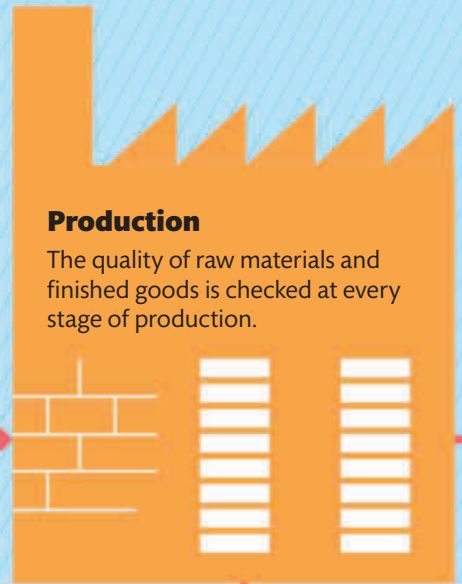 Production
The quality of raw materials and
finished goods is checked at every
stage of production.